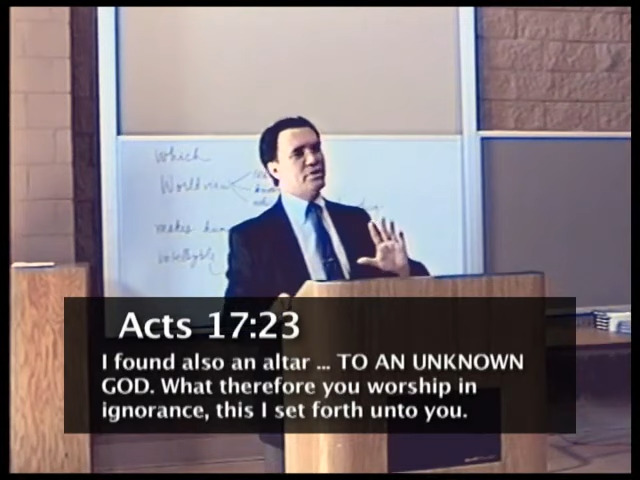 which
Worldview
makes
intelligible
Acts 17:23
I found also an altar ... TO AN UNKNOWN
GOD. What therefore you worship in
ignorance, this I set forth unto you.